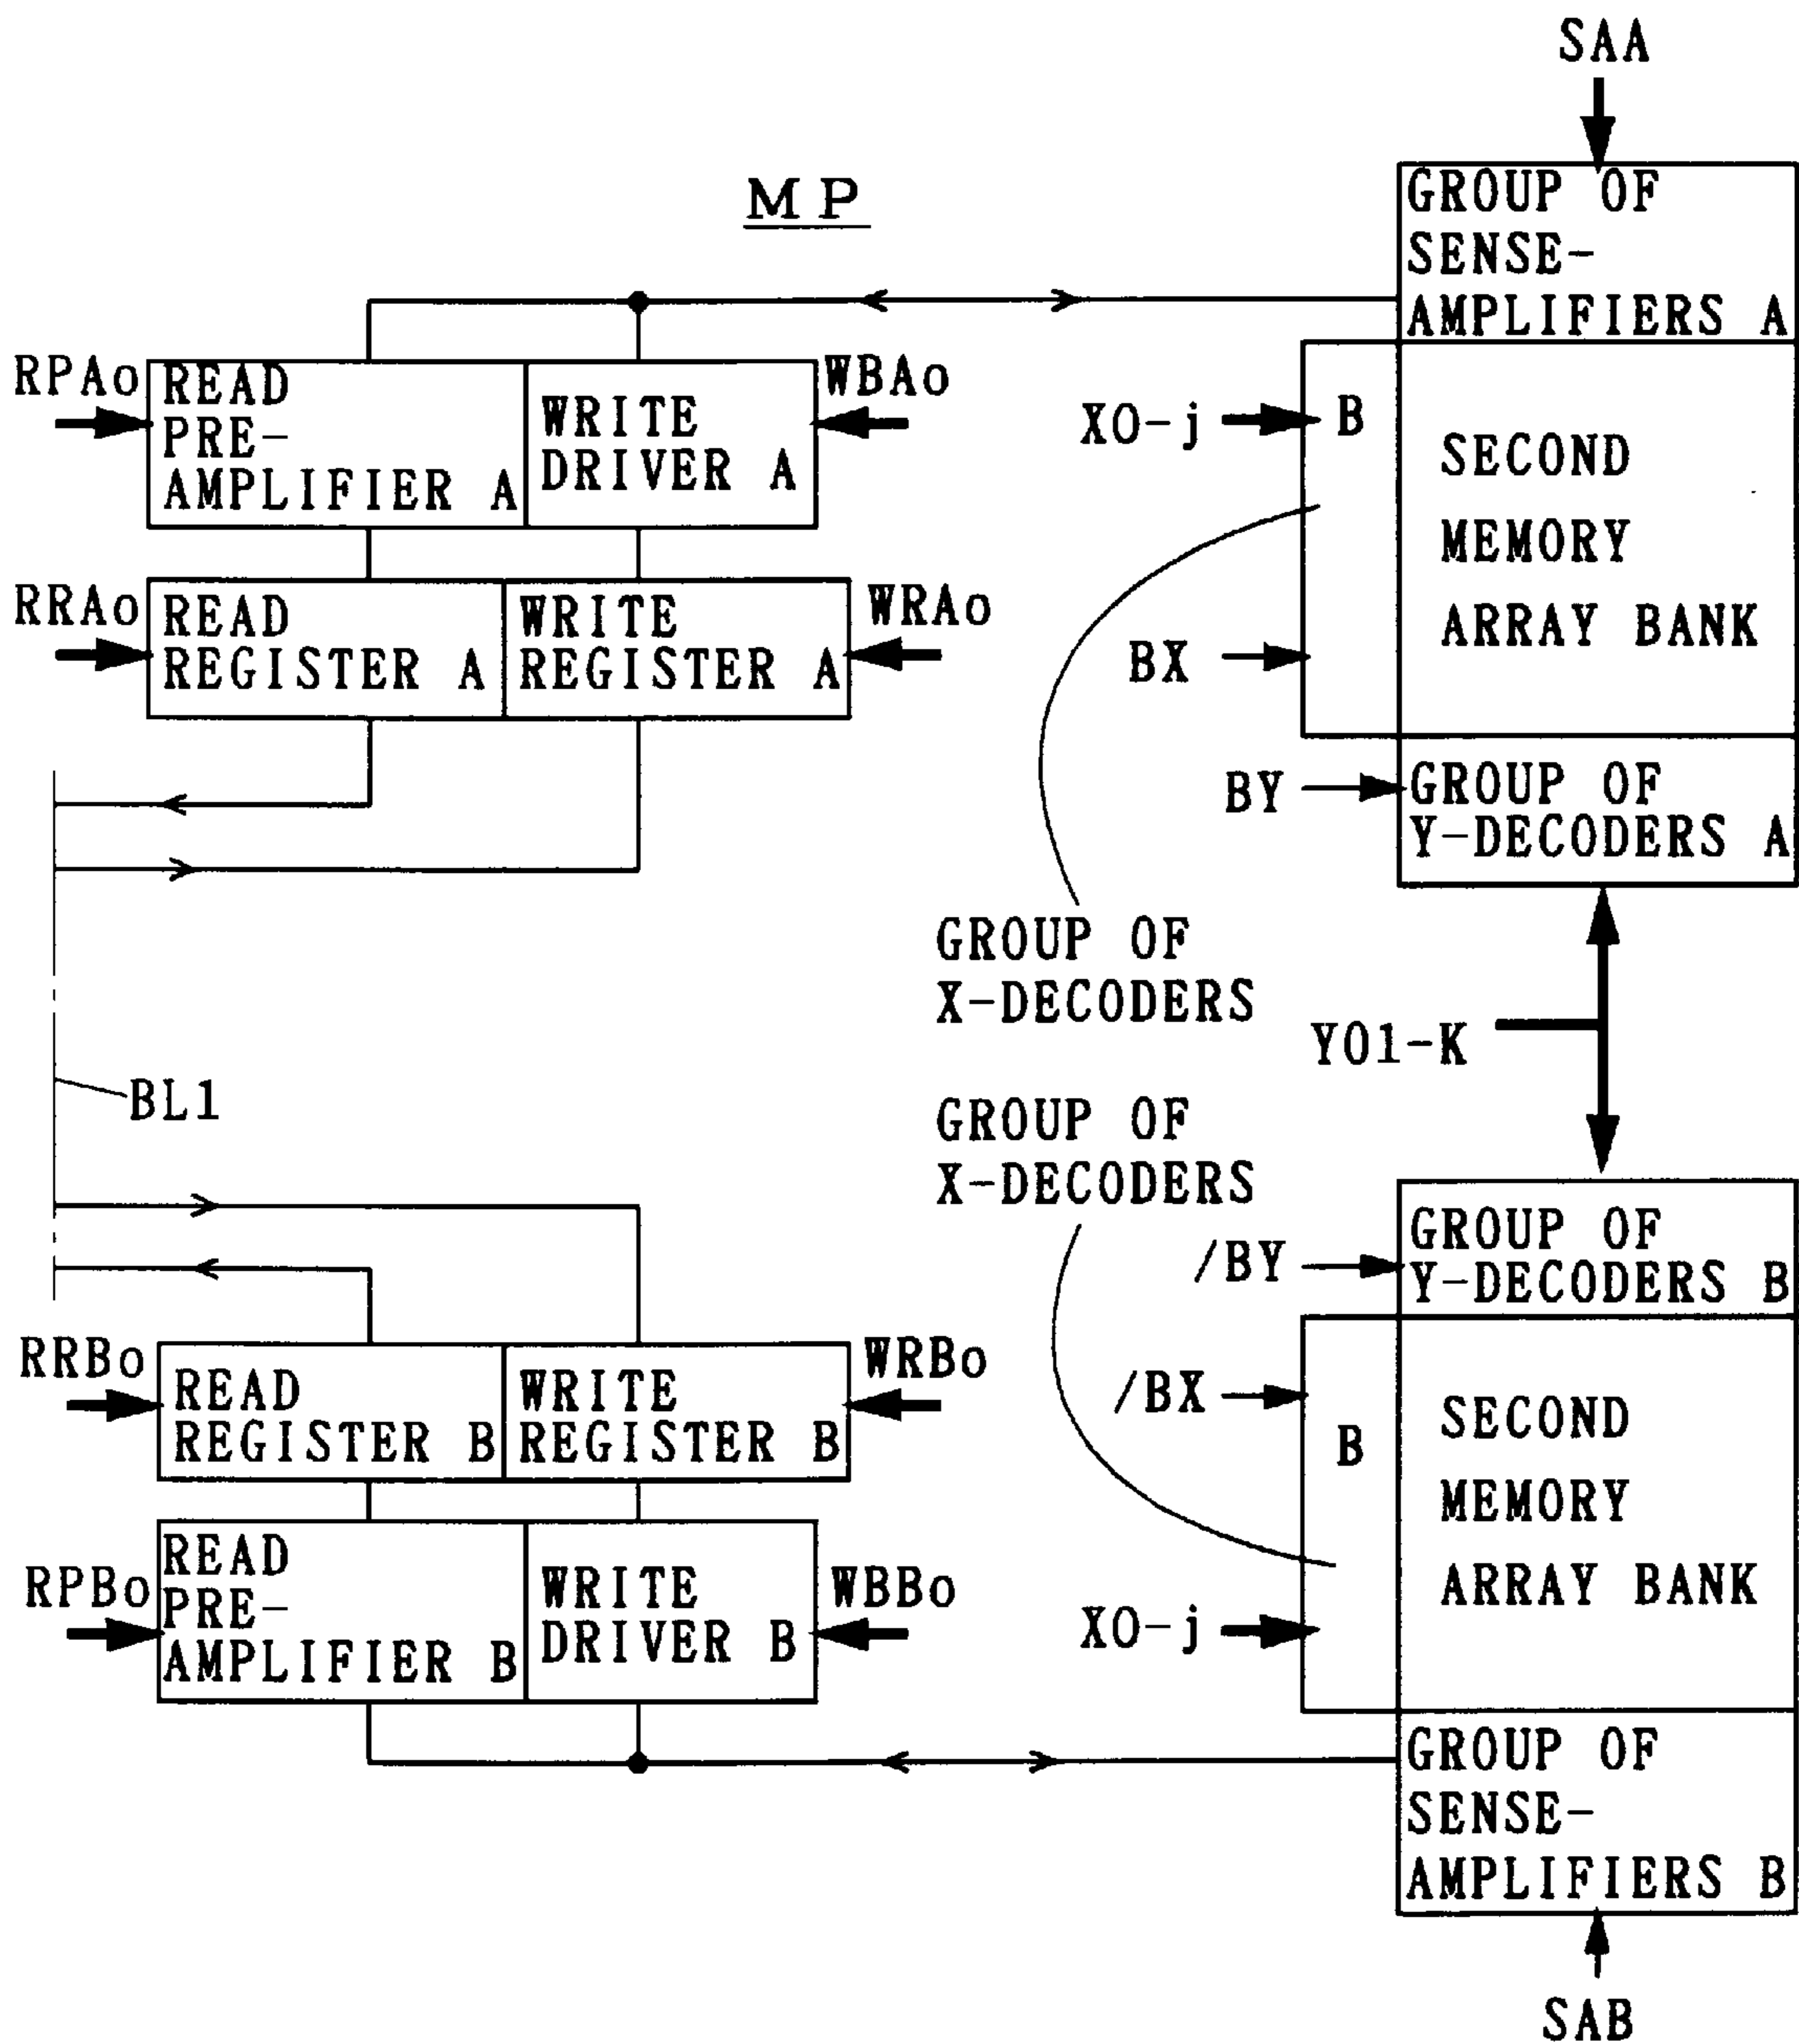 SAA
MP
GROUP OF
SENSE-
AMPLIFIERS A
RPAo
READ
PRE-
AMPLIFIER A
WRITE
DRIVER A
WBAo
X0-j
B
SECOND
MEMORY
ARRAY BANK
RRAo
READ
REGISTER A
WRITE
REGISTER A
WRAo
BX
BY
GROUP OF
Y-DECODERS A
GROUP OF
X-DECODERS
Y01-K
BL1
GROUP OF
X-DECODERS
/BY
GROUP OF
Y-DECODERS B
RRBo
READ
REGISTER B
WRITE
REGISTER B
WRBo
/BX
B
SECOND
MEMORY
ARRAY BANK
RPBo
READ
PRE-
AMPLIFIER B
WRITE
DRIVER B
WBBo
X0-j
GROUP OF
SENSE-
AMPLIFIERS B
SAB